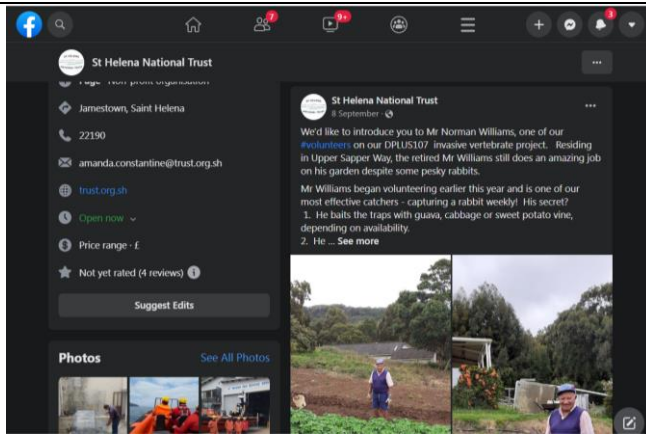 7
9+
3
St Helena National Trust
Page · Non-profit organisation
Jamestown, Saint Helena
22190
amanda.constantine@trust.org.sh
trust.org.sh
Open now
Price range · £
Not yet rated (4 reviews)
Suggest Edits
Photos
See All Photos
St Helena National Trust
8 September ·
We'd like to introduce you to Mr Norman Williams, one of our
#volunteers on our DPLUS107 invasive vertebrate project. Residing
in Upper Sapper Way, the retired Mr Williams still does an amazing job
on his garden despite some pesky rabbits.
Mr Williams began volunteering earlier this year and is one of our
most effective catchers - capturing a rabbit weekly! His secret?
1. He baits the traps with guava, cabbage or sweet potato vine,
depending on availability.
2. He ... See more